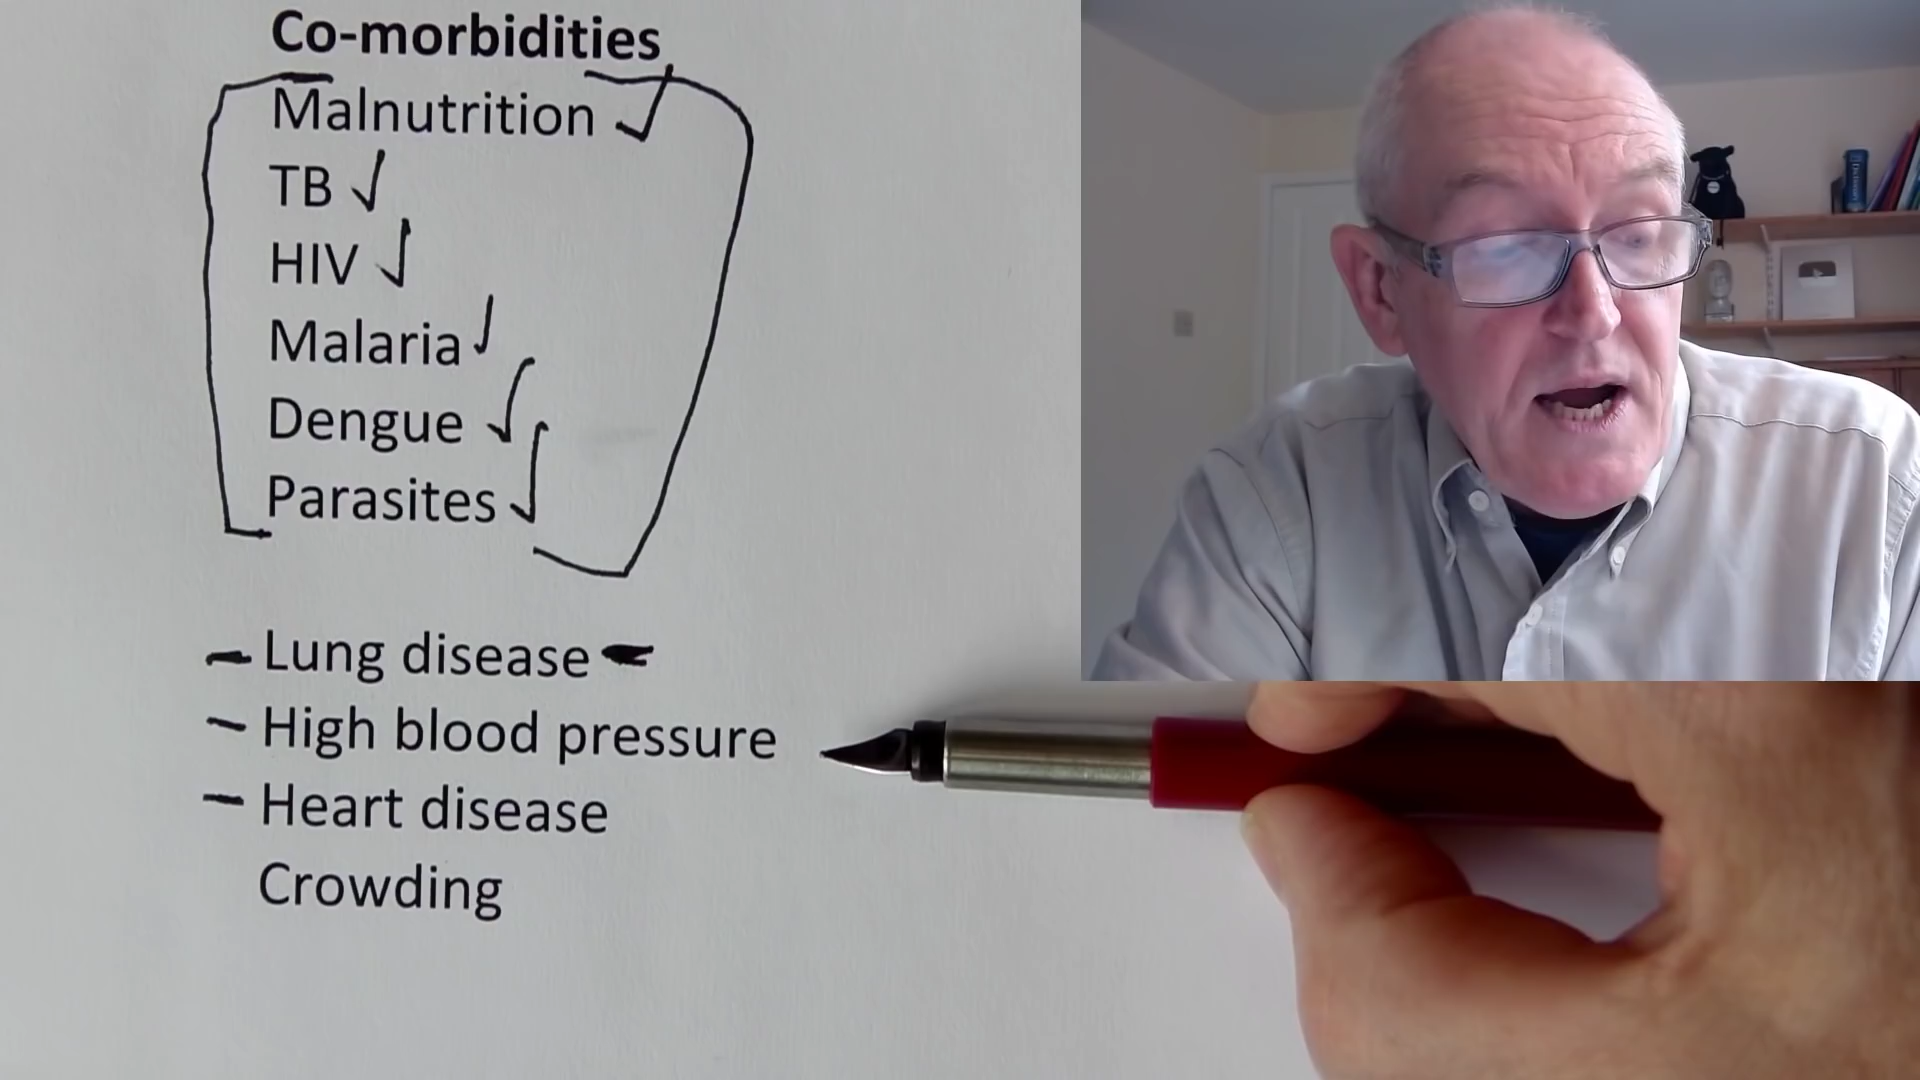 Co-morbidities
Malnutrition
TB
HIV
Malaria
Dengue
Parasites
Lung disease
High blood pressure
Heart disease
Crowding